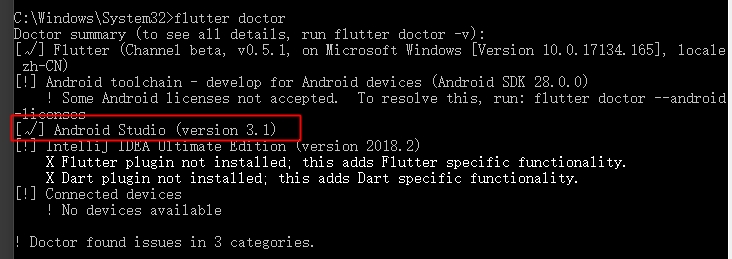 C:\Windows\System32>flutter doctor
Doctor summary (to see all details, run flutter doctor -v):
[√] Flutter (Channel beta, v0.5.1, on Microsoft Windows [Version 10.0.17134.165], locale
zh-CN)
[!] Android toolchain - develop for Android devices (Android SDK 28.0.0)
! Some Android licenses not accepted.  To resolve this, run: flutter doctor --android
-licenses
[√] Android Studio (version 3.1)
[!] IntelliJ IDEA Ultimate Edition (version 2018.2)
X Flutter plugin not installed; this adds Flutter specific functionality.
X Dart plugin not installed; this adds Dart specific functionality.
[!] Connected devices
! No devices available
! Doctor found issues in 3 categories.